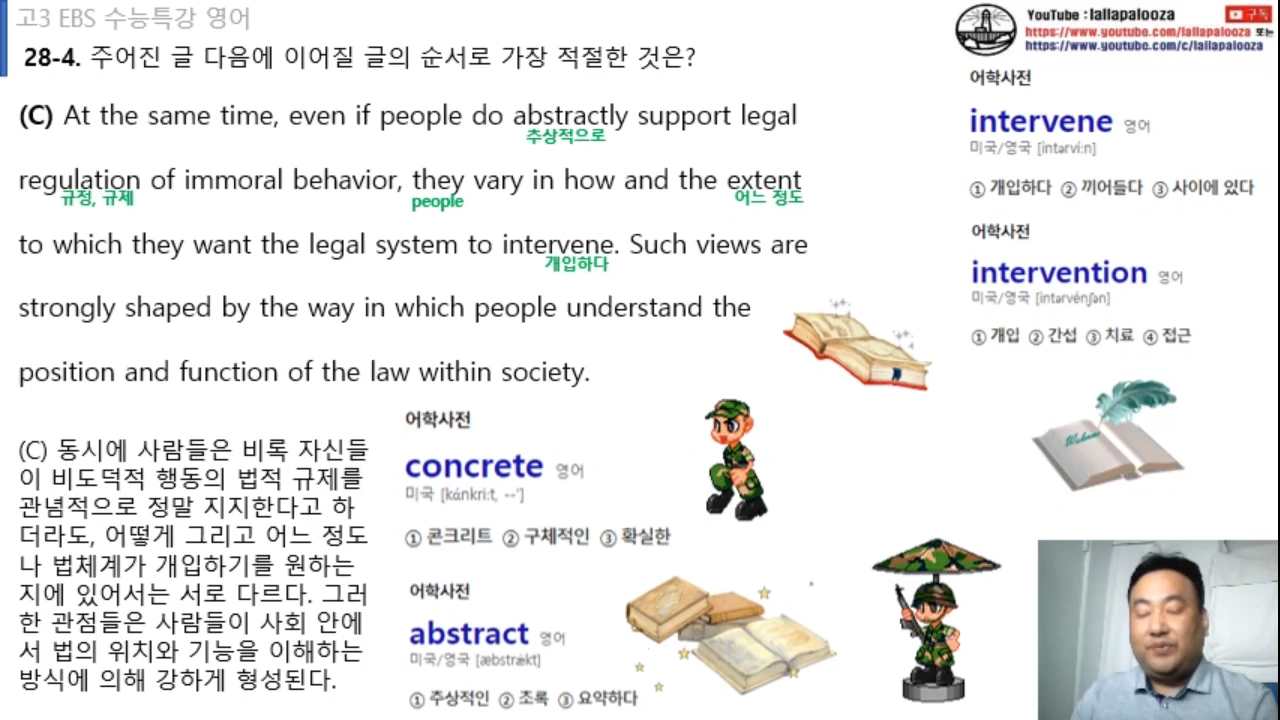 고3 EBS 수능특강 영어
28-4. 주어진 글 다음에 이어질 글의 순서로 가장 적절한 것은?
YouTube : lallapalooza
구독
https://www.youtube.com/lallapalooza 또는
https://www.youtube.com/c/lallapalooza
(C) At the same time, even if people do abstractly support legal
추상적으로
regulation of immoral behavior, they vary in how and the extent
규정, 규제
people
어느 정도
to which they want the legal system to intervene. Such views are
개입하다
strongly shaped by the way in which people understand the
position and function of the law within society.
어학사전
intervene 영어
미국/영국 [intərvíːn]
① 개입하다 ② 끼어들다 ③ 사이에 있다
어학사전
intervention 영어
미국/영국 [ìntərvénʃən]
① 개입 ② 간섭 ③ 치료 ④ 접근
(C) 동시에 사람들은 비록 자신들
이 비도덕적 행동의 법적 규제를
관념적으로 정말 지지한다고 하
더라도, 어떻게 그리고 어느 정도
나 법체계가 개입하기를 원하는
지에 있어서는 서로 다르다. 그러
한 관점들은 사람들이 사회 안에
서 법의 위치와 기능을 이해하는
방식에 의해 강하게 형성된다.
어학사전
concrete 영어
미국 [kάnkriːt, --́]
① 콘크리트 ② 구체적인 ③ 확실한
어학사전
abstract 영어
미국/영국 [æbstrǽkt]
① 추상적인 ② 초록 ③ 요약하다
Welcome